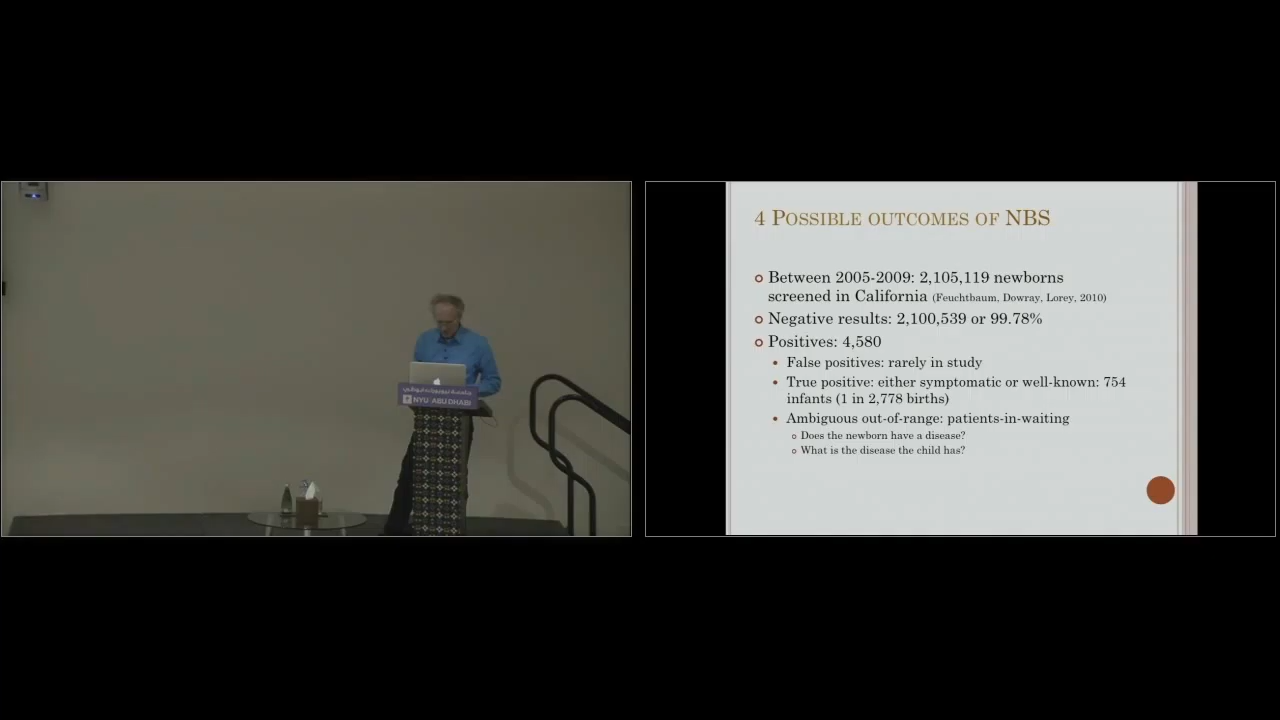 جامعة نيويورك أبوظبي
NYU ABU DHABI
4 POSSIBLE OUTCOMES OF NBS
Between 2005-2009: 2,105,119 newborns
screened in California (Feuchtbaum, Dowray, Lorey, 2010)
Negative results: 2,100,539 or 99.78%
Positives: 4,580
False positives: rarely in study
True positive: either symptomatic or well-known: 754
infants (1 in 2,778 births)
Ambiguous out-of-range: patients-in-waiting
Does the newborn have a disease?
What is the disease the child has?